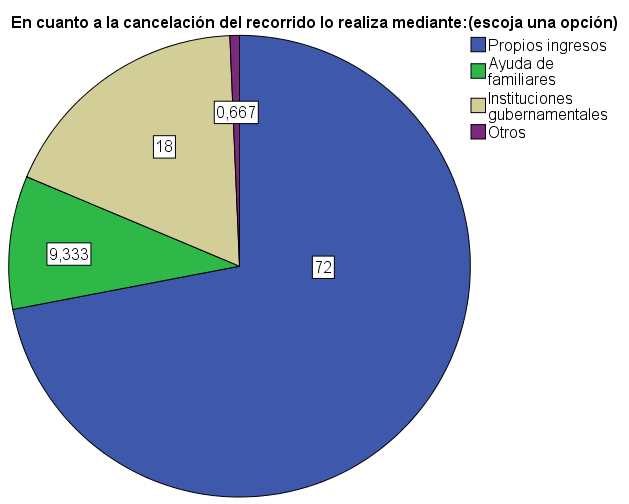 En cuanto a la cancelación del recorrido lo realiza mediante:(escoja una opción)
Propios ingresos
Ayuda de
familiares
Instituciones
gubernamentales
Otros
0,667
18
9,333
72